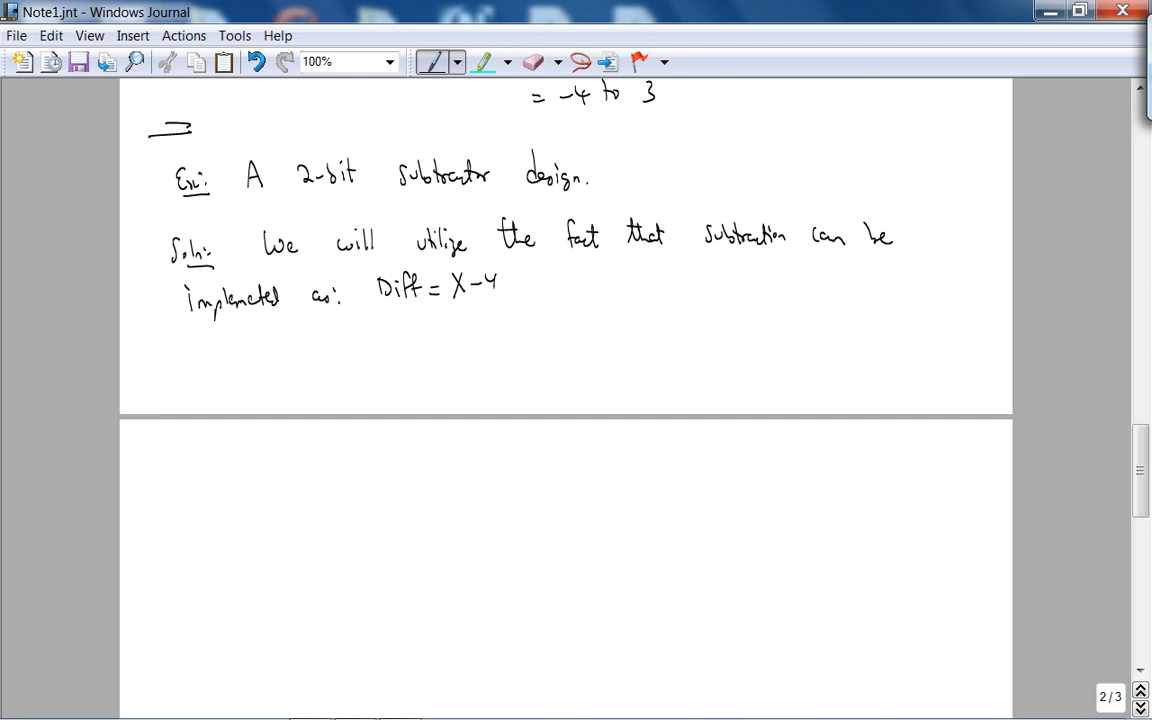 Note1.jnt - Windows Journal
File Edit View Insert Actions Tools Help
100%
= -4 to 3
Ex: A 2-bit subtractor design.
Soln: We will utilize the fact that subtraction can be
implemented as: Diff = X-Y
2 / 3